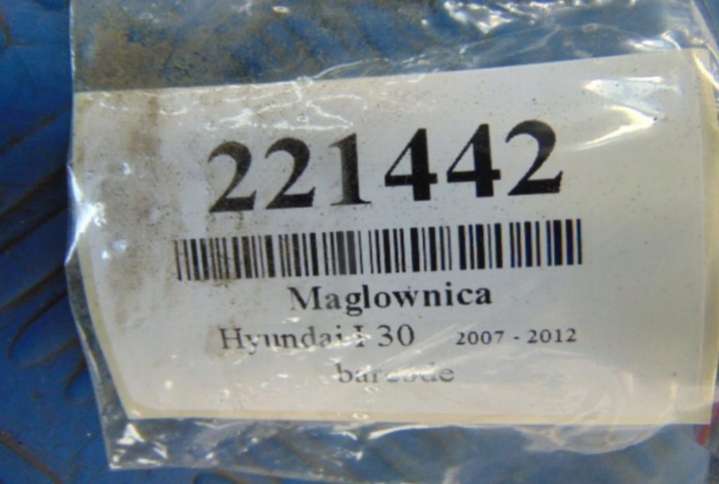 221442
Maglownica
Hyundai I 30 2007 - 2012
barcode